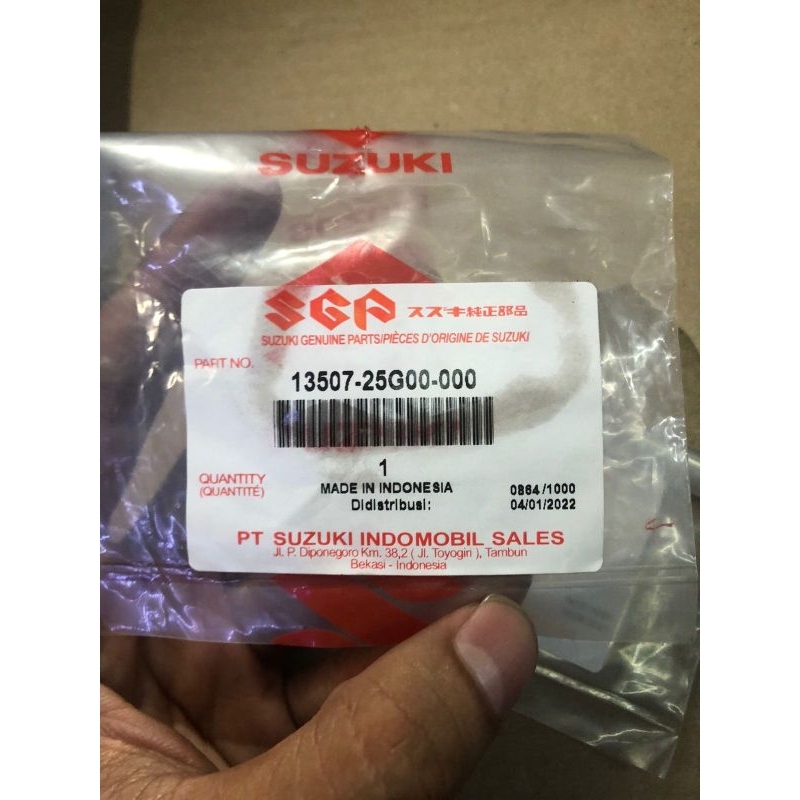 SUZUKI
SGP スズキ純正部品
SUZUKI GENUINE PARTS/PIÈCES D'ORIGINE DE SUZUKI
PART NO.
13507-25G00-000
1
QUANTITY
(QUANTITÉ)
MADE IN INDONESIA
Didistribusi:
0864/1000
04/01/2022
PT SUZUKI INDOMOBIL SALES
Jl. P. Diponegoro Km. 38,2 ( Jl. Toyogiri ), Tambun
Bekasi - Indonesia